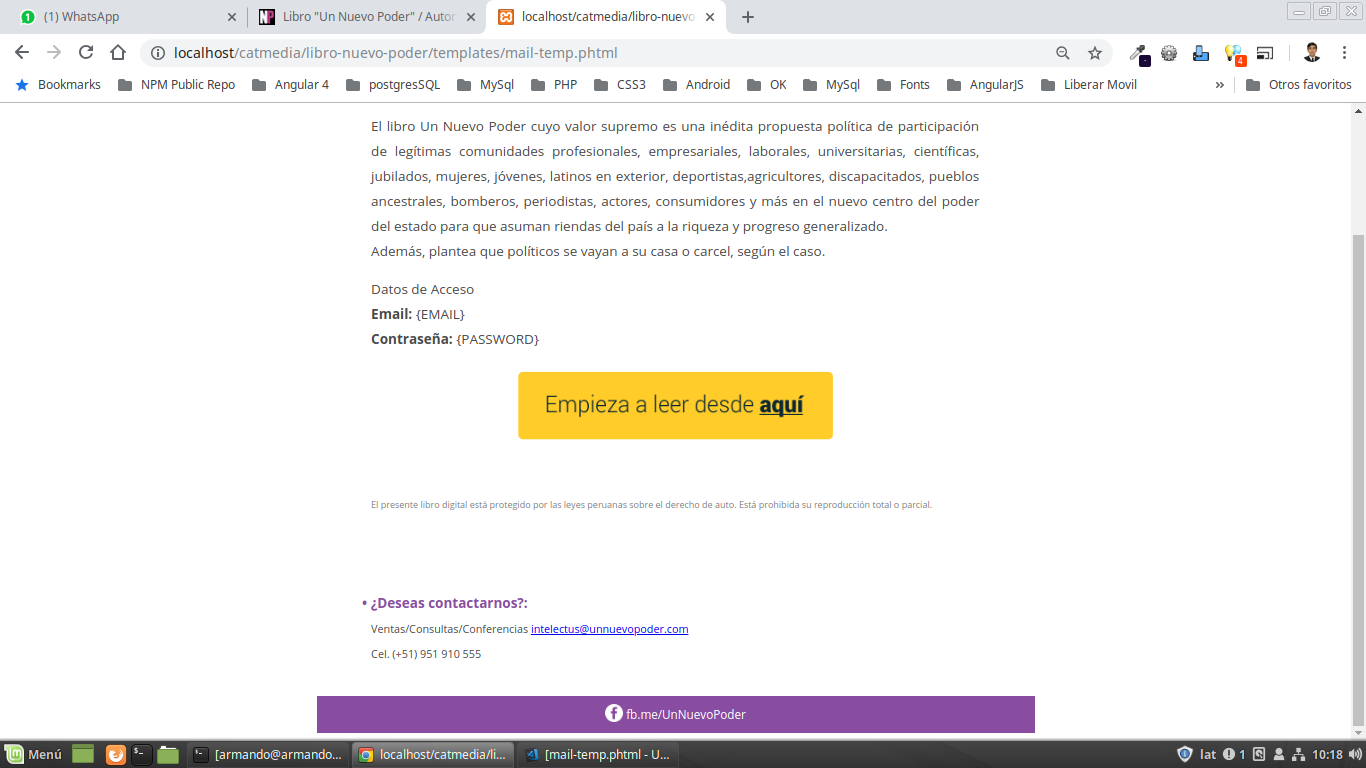 (1) WhatsApp
Libro "Un Nuevo Poder" / Autor
localhost/catmedia/libro-nuevo
localhost/catmedia/libro-nuevo-poder/templates/mail-temp.phtml
4
Bookmarks NPM Public Repo Angular 4 postgresSQL MySql PHP CSS3 Android OK MySql Fonts AngularJS Liberar Movil » Otros favoritos
El libro Un Nuevo Poder cuyo valor supremo es una inédita propuesta política de participación
de legítimas comunidades profesionales, empresariales, laborales, universitarias, científicas,
jubilados, mujeres, jóvenes, latinos en exterior, deportistas,agricultores, discapacitados, pueblos
ancestrales, bomberos, periodistas, actores, consumidores y más en el nuevo centro del poder
del estado para que asuman riendas del país a la riqueza y progreso generalizado.
Además, plantea que políticos se vayan a su casa o carcel, según el caso.
Datos de Acceso
Email: {EMAIL}
Contraseña: {PASSWORD}
Empieza a leer desde aquí
El presente libro digital está protegido por las leyes peruanas sobre el derecho de auto. Está prohibida su reproducción total o parcial.
• ¿Deseas contactarnos?:
Ventas/Consultas/Conferencias intelectus@unnuevopoder.com
Cel. (+51) 951 910 555
fb.me/UnNuevoPoder
Menú [armando@armando... localhost/catmedia/li... [mail-temp.phtml - U... lat 1 10:18